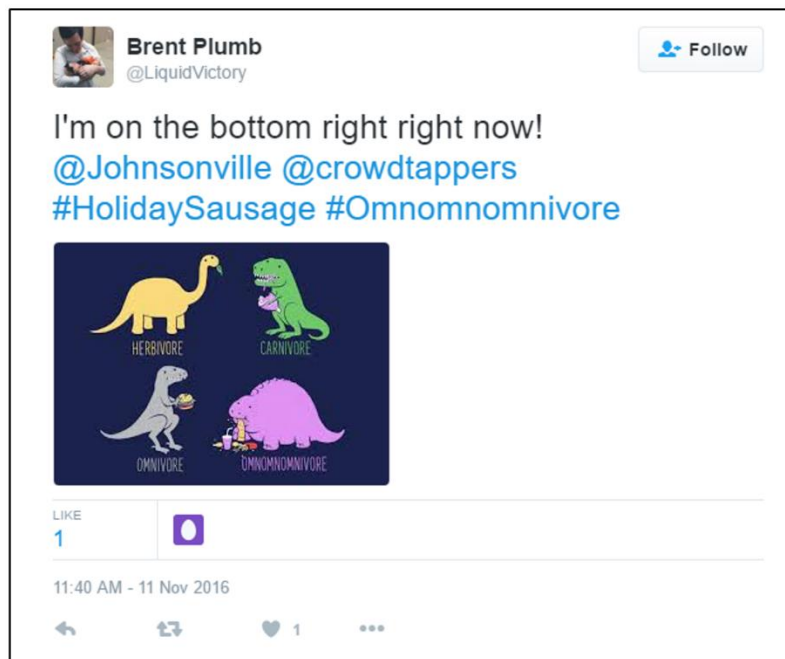 Brent Plumb
@LiquidVictory
Follow
I'm on the bottom right right now!
@Johnsonville @crowdtappers
#HolidaySausage #Omnomnomnivore
HERBIVORE
CARNIVORE
OMNIVORE
OMNOMNOMNIVORE
LIKE
1
11:40 AM - 11 Nov 2016
1